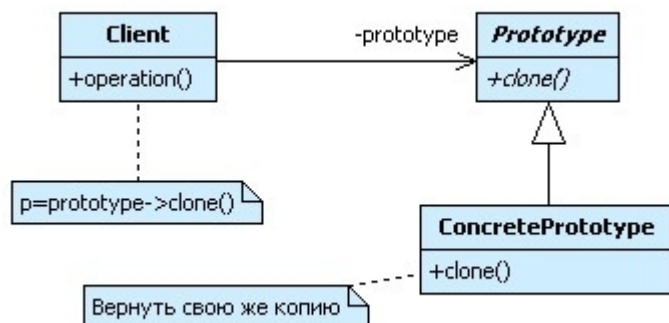 Client
+operation()
-prototype
Prototype
+clone()
p=prototype->clone()
ConcretePrototype
+clone()
Вернуть свою же копию